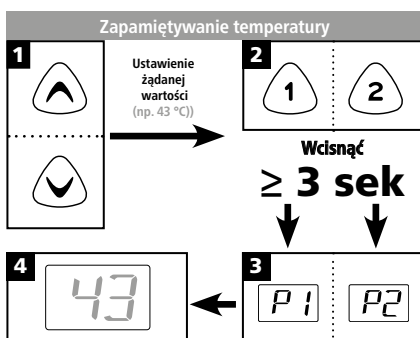 Zapamiętywanie temperatury
1
Ustawienie
żądanej
wartości
(np. 43 °C))
2
1 2
Wcisnąć
≥ 3 sek
3
P1 P2
4
43